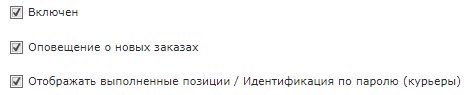 Включен
Оповещение о новых заказах
Отображать выполненные позиции / Идентификация по паролю (курьеры)